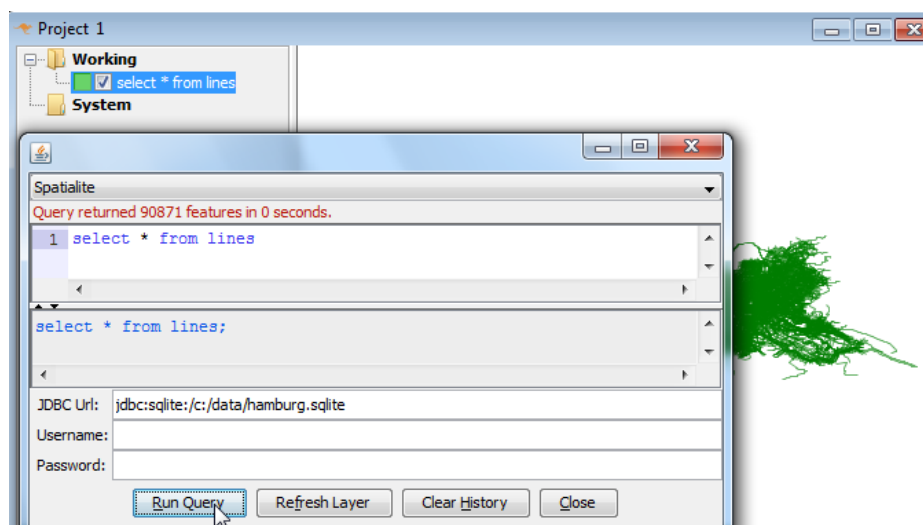 Project 1
Working
select * from lines
System
Spatialite
Query returned 90871 features in 0 seconds.
1 select * from lines
select * from lines;
JDBC Url: jdbc:sqlite:/c:/data/hamburg.sqlite
Username:
Password:
Run Query Refresh Layer Clear History Close